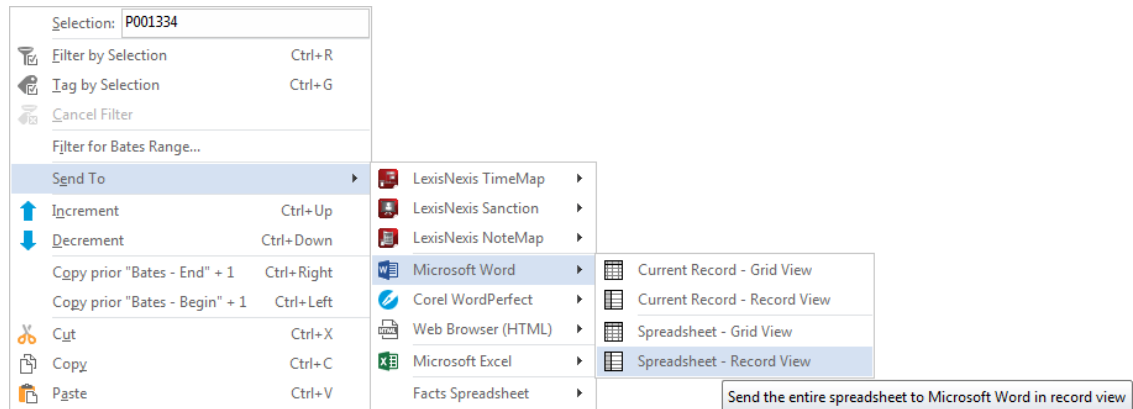 Selection: P001334
Filter by Selection Ctrl+R
Tag by Selection Ctrl+G
Cancel Filter
Filter for Bates Range...
Send To
Increment Ctrl+Up
Decrement Ctrl+Down
Copy prior "Bates - End" + 1 Ctrl+Right
Copy prior "Bates - Begin" + 1 Ctrl+Left
Cut Ctrl+X
Copy Ctrl+C
Paste Ctrl+V
LexisNexis TimeMap
LexisNexis Sanction
LexisNexis NoteMap
Microsoft Word
Corel WordPerfect
Web Browser (HTML)
Microsoft Excel
Facts Spreadsheet
Current Record - Grid View
Current Record - Record View
Spreadsheet - Grid View
Spreadsheet - Record View
Send the entire spreadsheet to Microsoft Word in record view